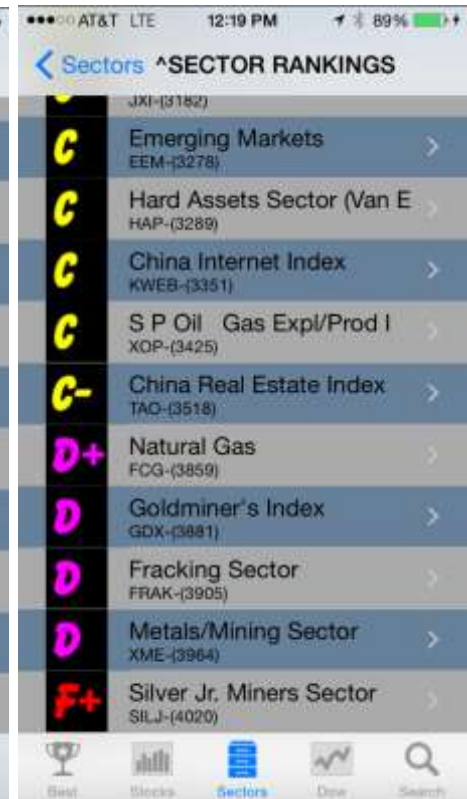 AT&T LTE 12:19 PM 89%
Sectors ^SECTOR RANKINGS
JXI-(3182)
C Emerging Markets
EEM-(3278)
C Hard Assets Sector (Van E
HAP-(3289)
C China Internet Index
KWEB-(3351)
C S P Oil Gas Expl/Prod I
XOP-(3425)
C- China Real Estate Index
TAO-(3518)
D+ Natural Gas
FCG-(3859)
D Goldminer's Index
GDX-(3881)
D Fracking Sector
FRAK-(3905)
D Metals/Mining Sector
XME-(3964)
F+ Silver Jr. Miners Sector
SILJ-(4020)
Best Stocks Sectors Dow Search